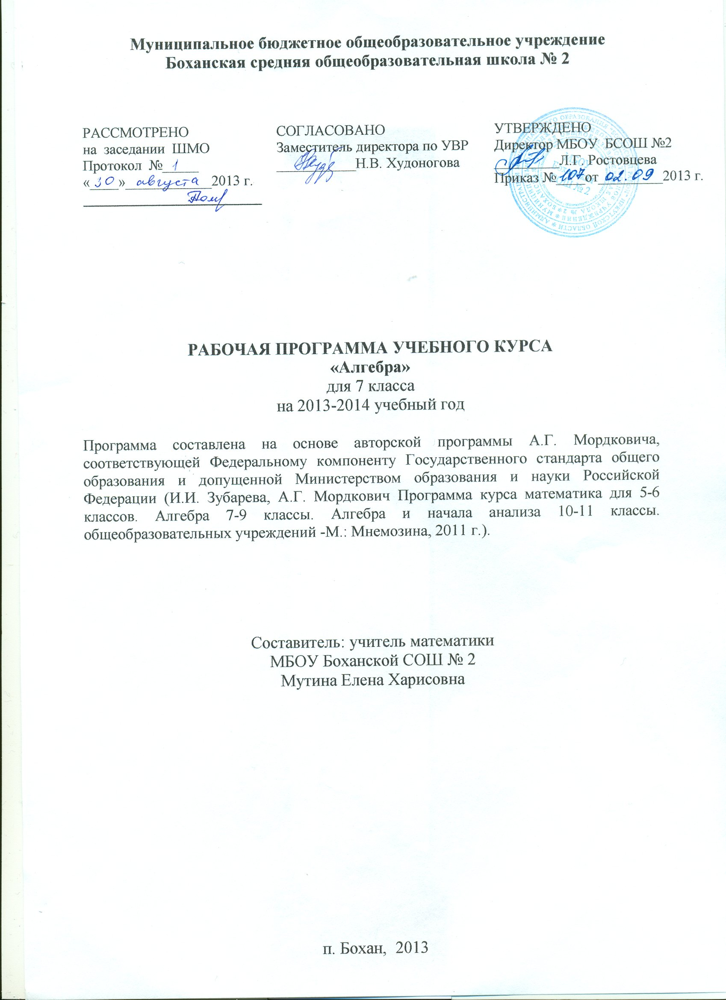 Муниципальное бюджетное общеобразовательное учреждение
Боханская средняя общеобразовательная школа № 2
РАССМОТРЕНО
на заседании ШМО
Протокол № 1
«30» августа 2013 г.
СОГЛАСОВАНО
Заместитель директора по УВР
Н.В. Худоногова
УТВЕРЖДЕНО
Директор МБОУ БСОШ №2
Л.Г. Ростовцева
Приказ № 107 от 02.09 2013 г.
РАБОЧАЯ ПРОГРАММА УЧЕБНОГО КУРСА
«Алгебра»
для 7 класса
на 2013-2014 учебный год
Программа составлена на основе авторской программы А.Г. Мордковича,
соответствующей Федеральному компоненту Государственного стандарта общего
образования и допущенной Министерством образования и науки Российской
Федерации (И.И. Зубарева, А.Г. Мордкович Программа курса математика для 5-6
классов. Алгебра 7-9 классы. Алгебра и начала анализа 10-11 классы.
общеобразовательных учреждений -М.: Мнемозина, 2011 г.).
Составитель: учитель математики
МБОУ Боханской СОШ № 2
Мутина Елена Харисовна
п. Бохан, 2013